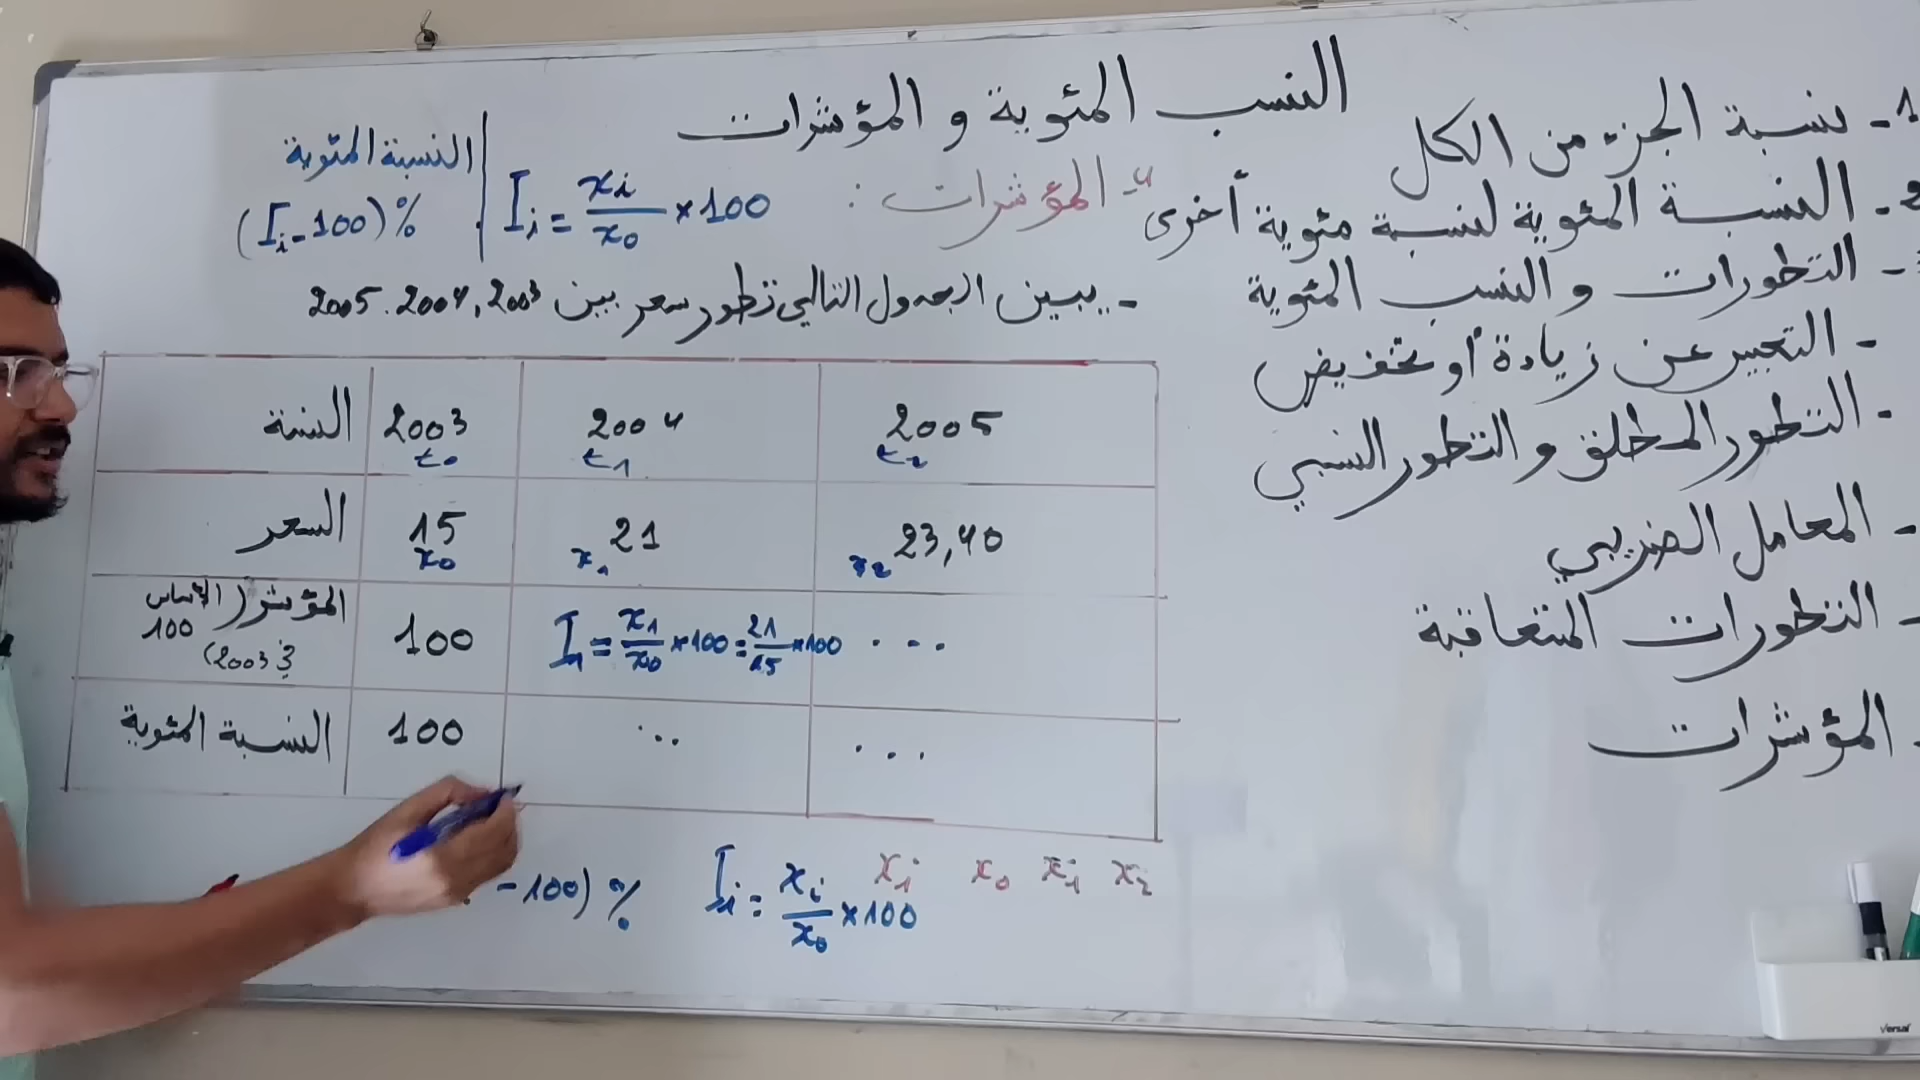 النسب المئوية و المؤشرات
1- نسبة الجزء من الكل
2- النسبة المئوية لنسبة مئوية أخرى
- التطورات و النسب المئوية
- التعبير عن زيادة أو تخفيض
- التطور المطلق و التطور النسبي
- المعامل الضريبي
- التطورات المتعاقبة
- المؤشرات
4- المؤشرات :
Iᵢ = xᵢ/x₀ ×100
النسبة المئوية
(Iᵢ - 100) %
- يبين الجدول التالي تطور سعر بين 2003, 2004, 2005
السنة 2003 2004 2005
t₀ t₁ t₂
السعر 15 21 23,40
x₀ x₁ x₂
المؤشر (الأساس 100 في 2003) 100 I₁ = x₁/x₀ ×100 = 21/15 ×100 ...
النسبة المئوية 100 ... ...
- 100) %
Iᵢ = xᵢ/x₀ ×100
xᵢ x₀ x₁ x₂
Versal